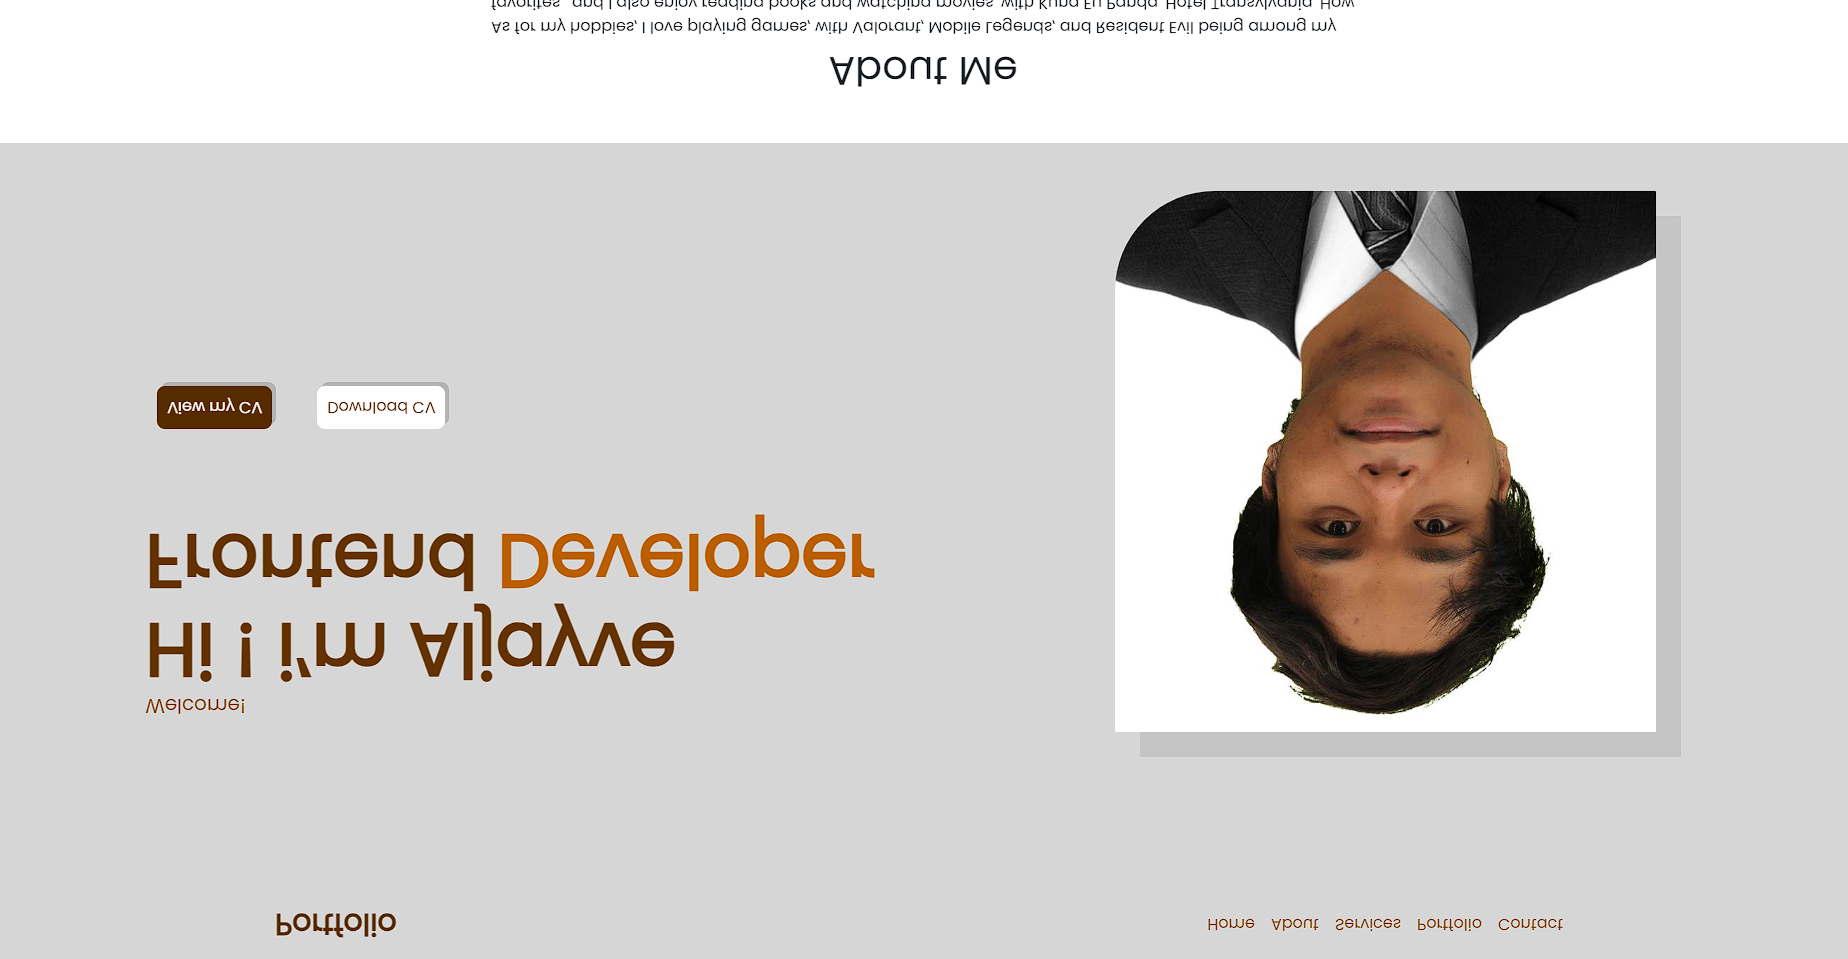 Portfolio
Home About Services Portfolio Contact
Welcome!
Hi ! i'm Aljayve
Frontend Developer
View my CV
Download CV
About Me
As for my hobbies, I love playing games, with Valorant, Mobile Legends, and Resident Evil being among my
favorites., and I also enjoy reading books and watching movies, with Kung Fu Panda, Hotel Transylvania, How